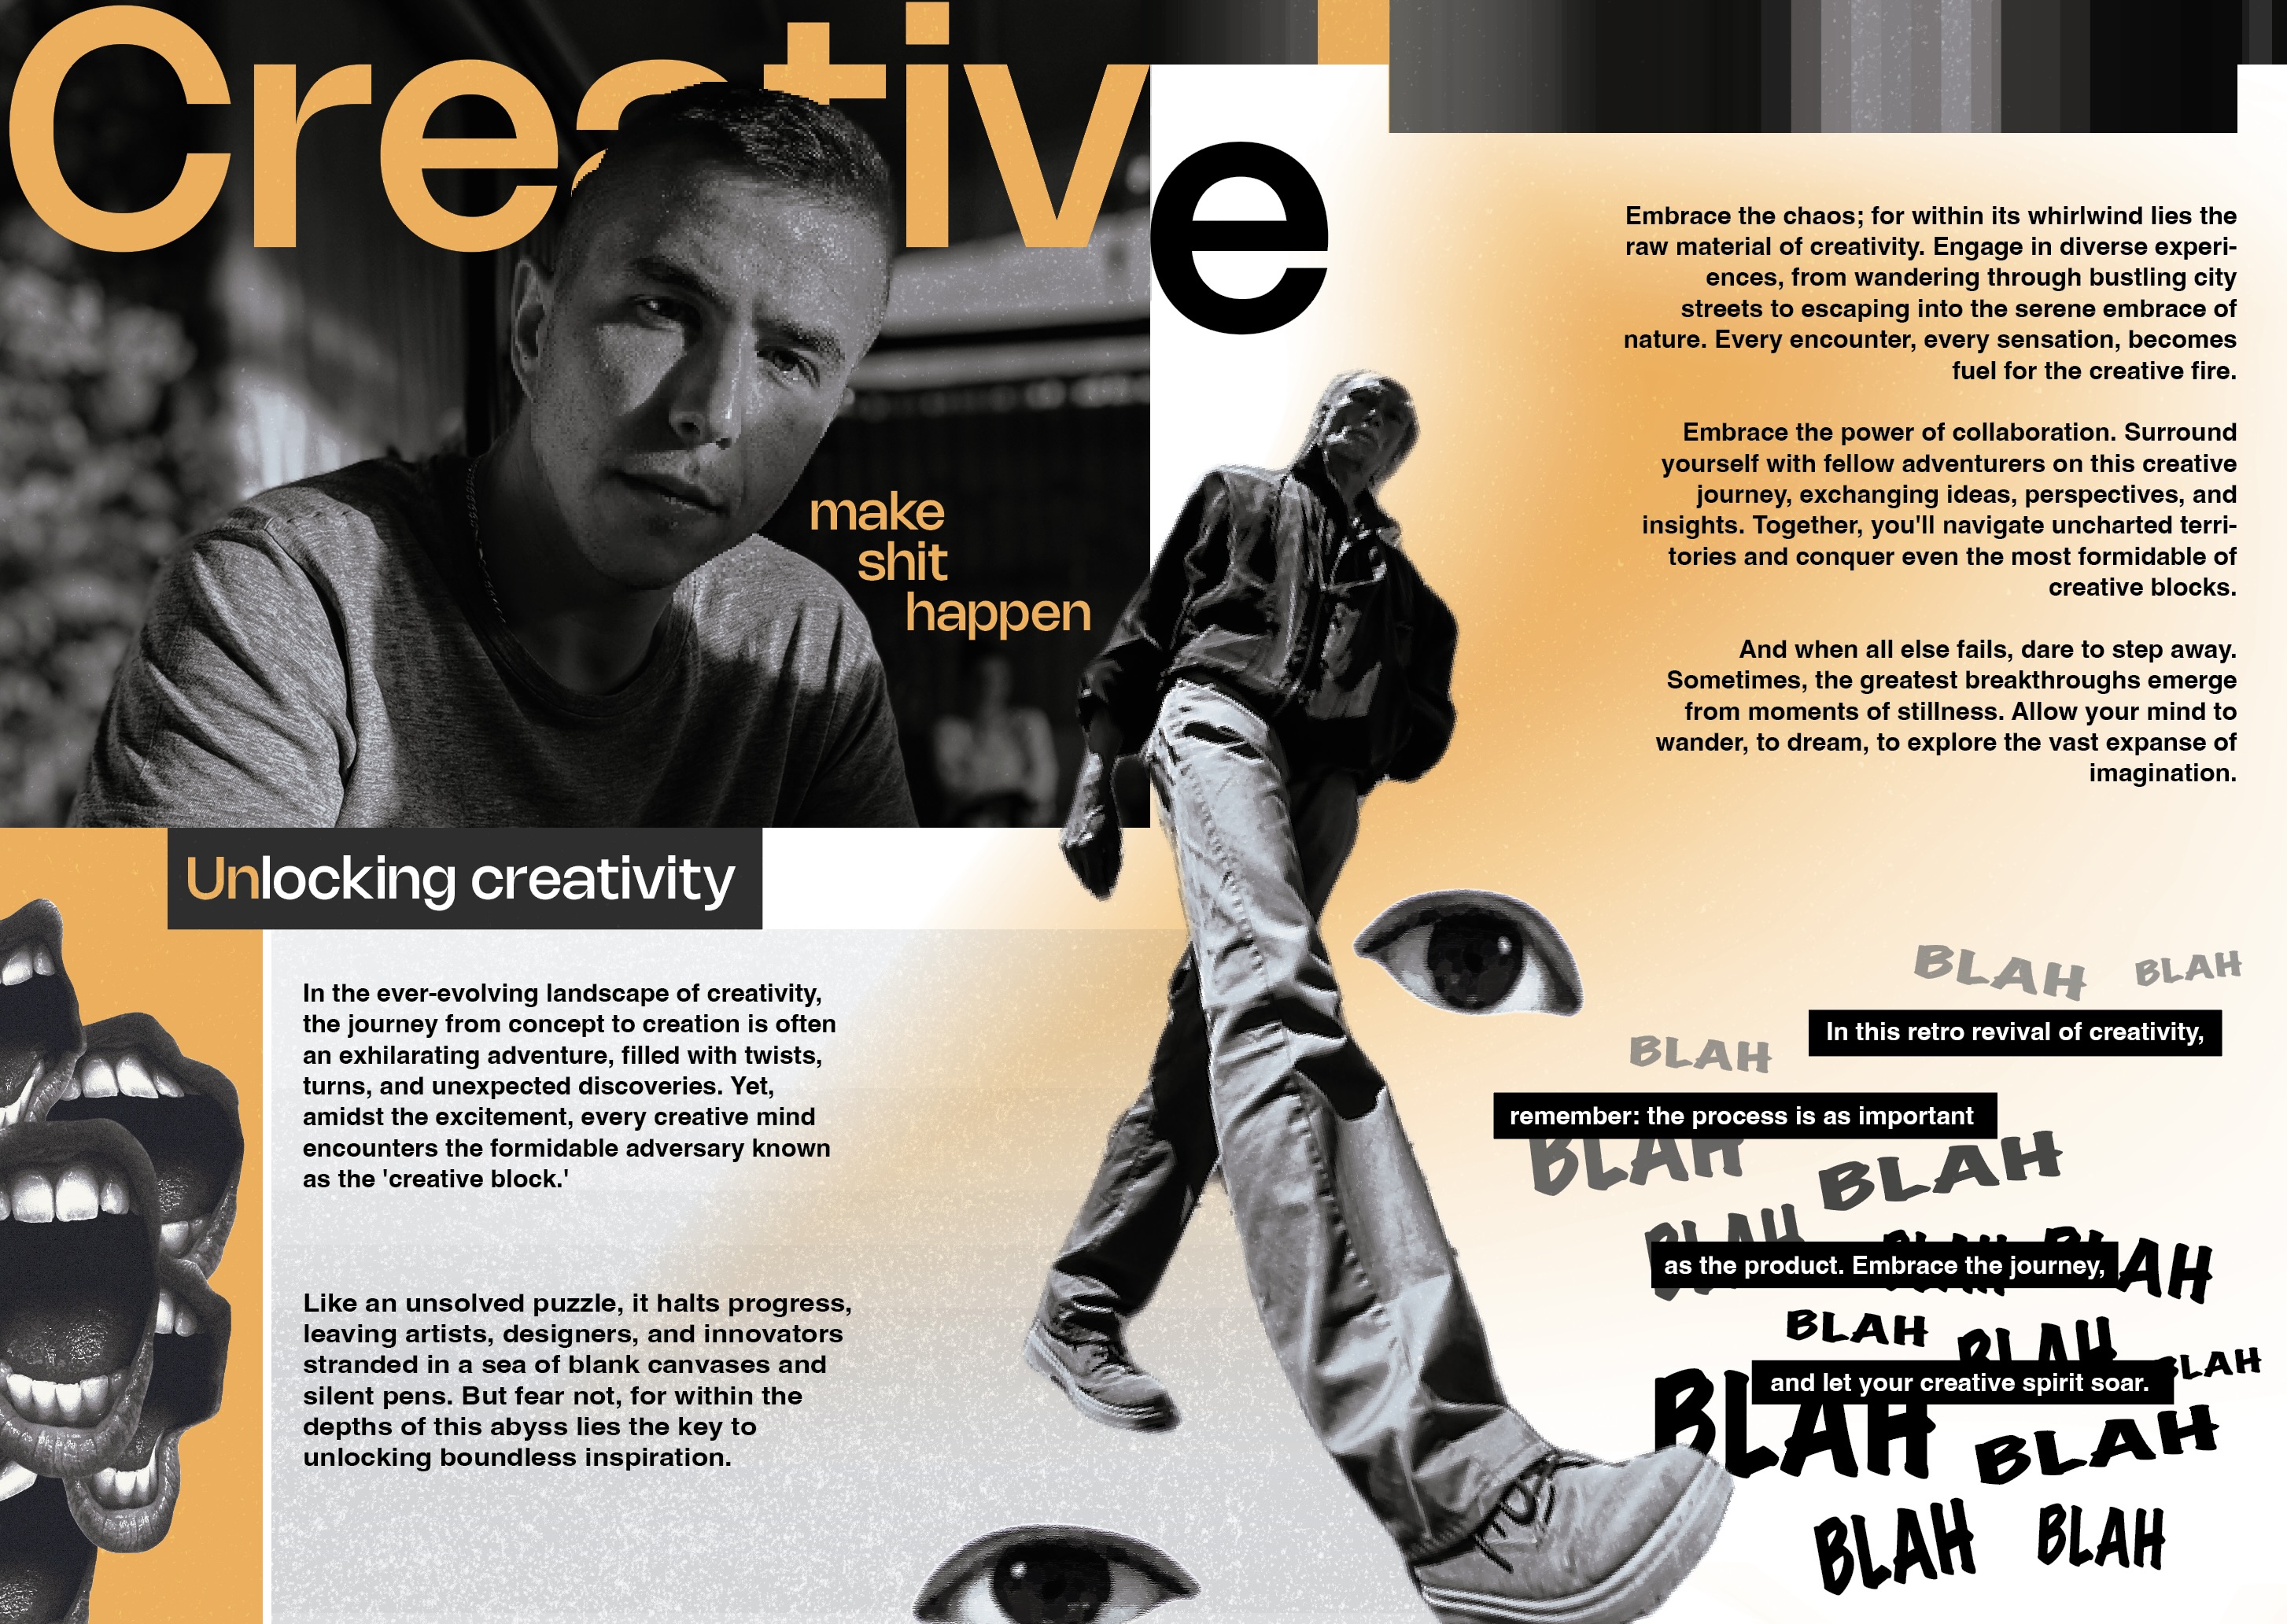 Creative
make
shit
happen
Unlocking creativity
In the ever-evolving landscape of creativity,
the journey from concept to creation is often
an exhilarating adventure, filled with twists,
turns, and unexpected discoveries. Yet,
amidst the excitement, every creative mind
encounters the formidable adversary known
as the 'creative block.'
Like an unsolved puzzle, it halts progress,
leaving artists, designers, and innovators
stranded in a sea of blank canvases and
silent pens. But fear not, for within the
depths of this abyss lies the key to
unlocking boundless inspiration.
Embrace the chaos; for within its whirlwind lies the
raw material of creativity. Engage in diverse experi-
ences, from wandering through bustling city
streets to escaping into the serene embrace of
nature. Every encounter, every sensation, becomes
fuel for the creative fire.
Embrace the power of collaboration. Surround
yourself with fellow adventurers on this creative
journey, exchanging ideas, perspectives, and
insights. Together, you'll navigate uncharted terri-
tories and conquer even the most formidable of
creative blocks.
And when all else fails, dare to step away.
Sometimes, the greatest breakthroughs emerge
from moments of stillness. Allow your mind to
wander, to dream, to explore the vast expanse of
imagination.
BLAH BLAH
In this retro revival of creativity,
BLAH
remember: the process is as important
BLAH BLAH
BLAH BLAH BLAH
as the product. Embrace the journey,
BLAH BLAH BLAH
and let your creative spirit soar.
BLAH BLAH
BLAH BLAH